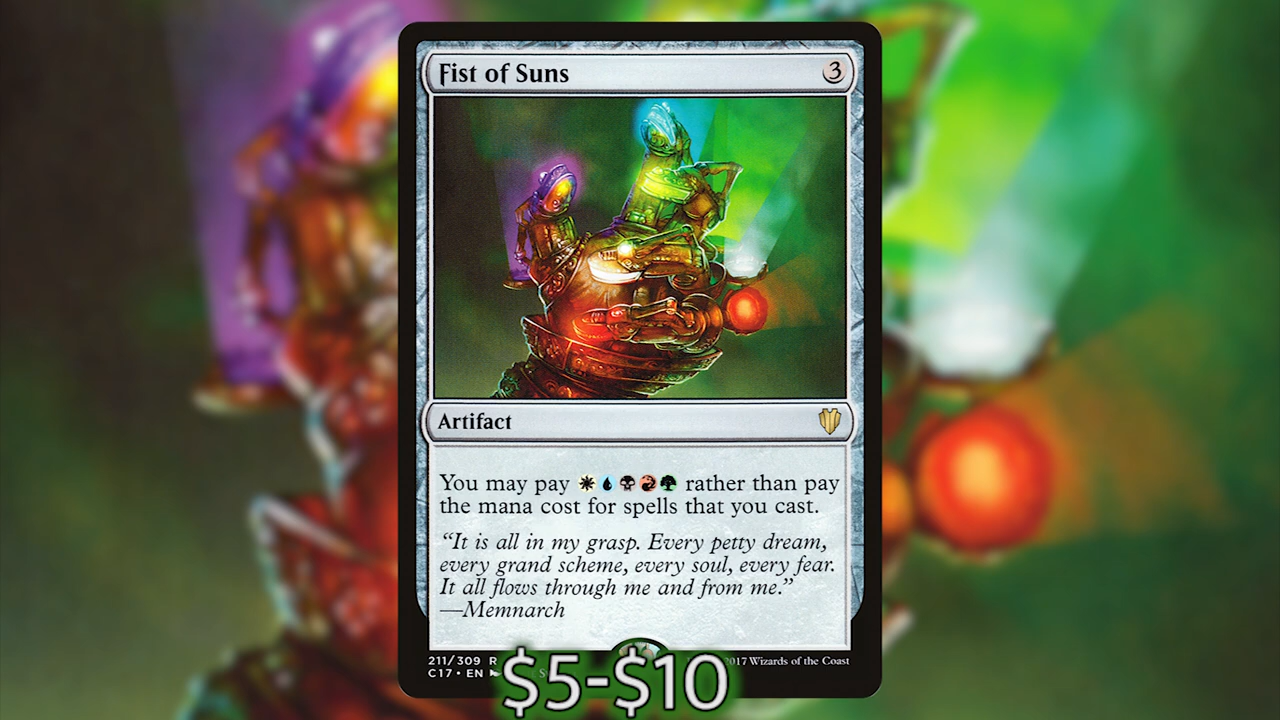 Fist of Suns 3
Artifact
You may pay rather than pay
the mana cost for spells that you cast.
“It is all in my grasp. Every petty dream,
every grand scheme, every soul, every fear.
It all flows through me and from me.”
—Memnarch
211/309 R
C17 • EN
2017 Wizards of the Coast
$5-$10